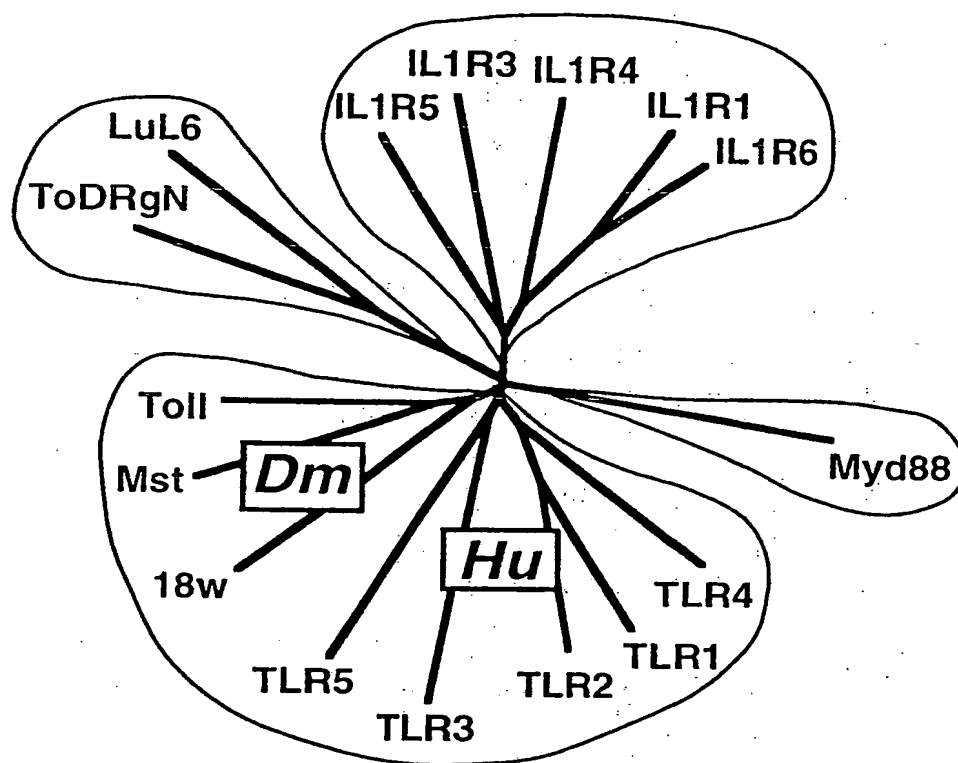 IL1R3 IL1R4
IL1R5 IL1R1
LuL6 IL1R6
ToDRgN
Toll
Mst Dm Myd88
Hu
18w TLR4
TLR5 TLR1
TLR3 TLR2